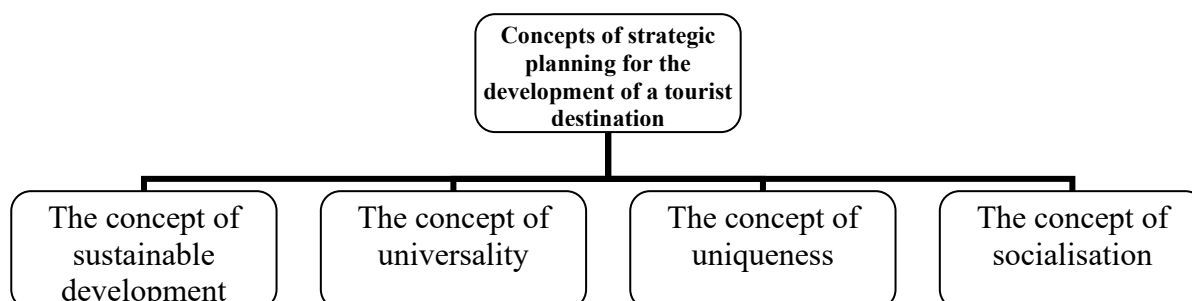 Concepts of strategic
planning for the
development of a tourist
destination
The concept of
sustainable
development
The concept of
universality
The concept of
uniqueness
The concept of
socialisation